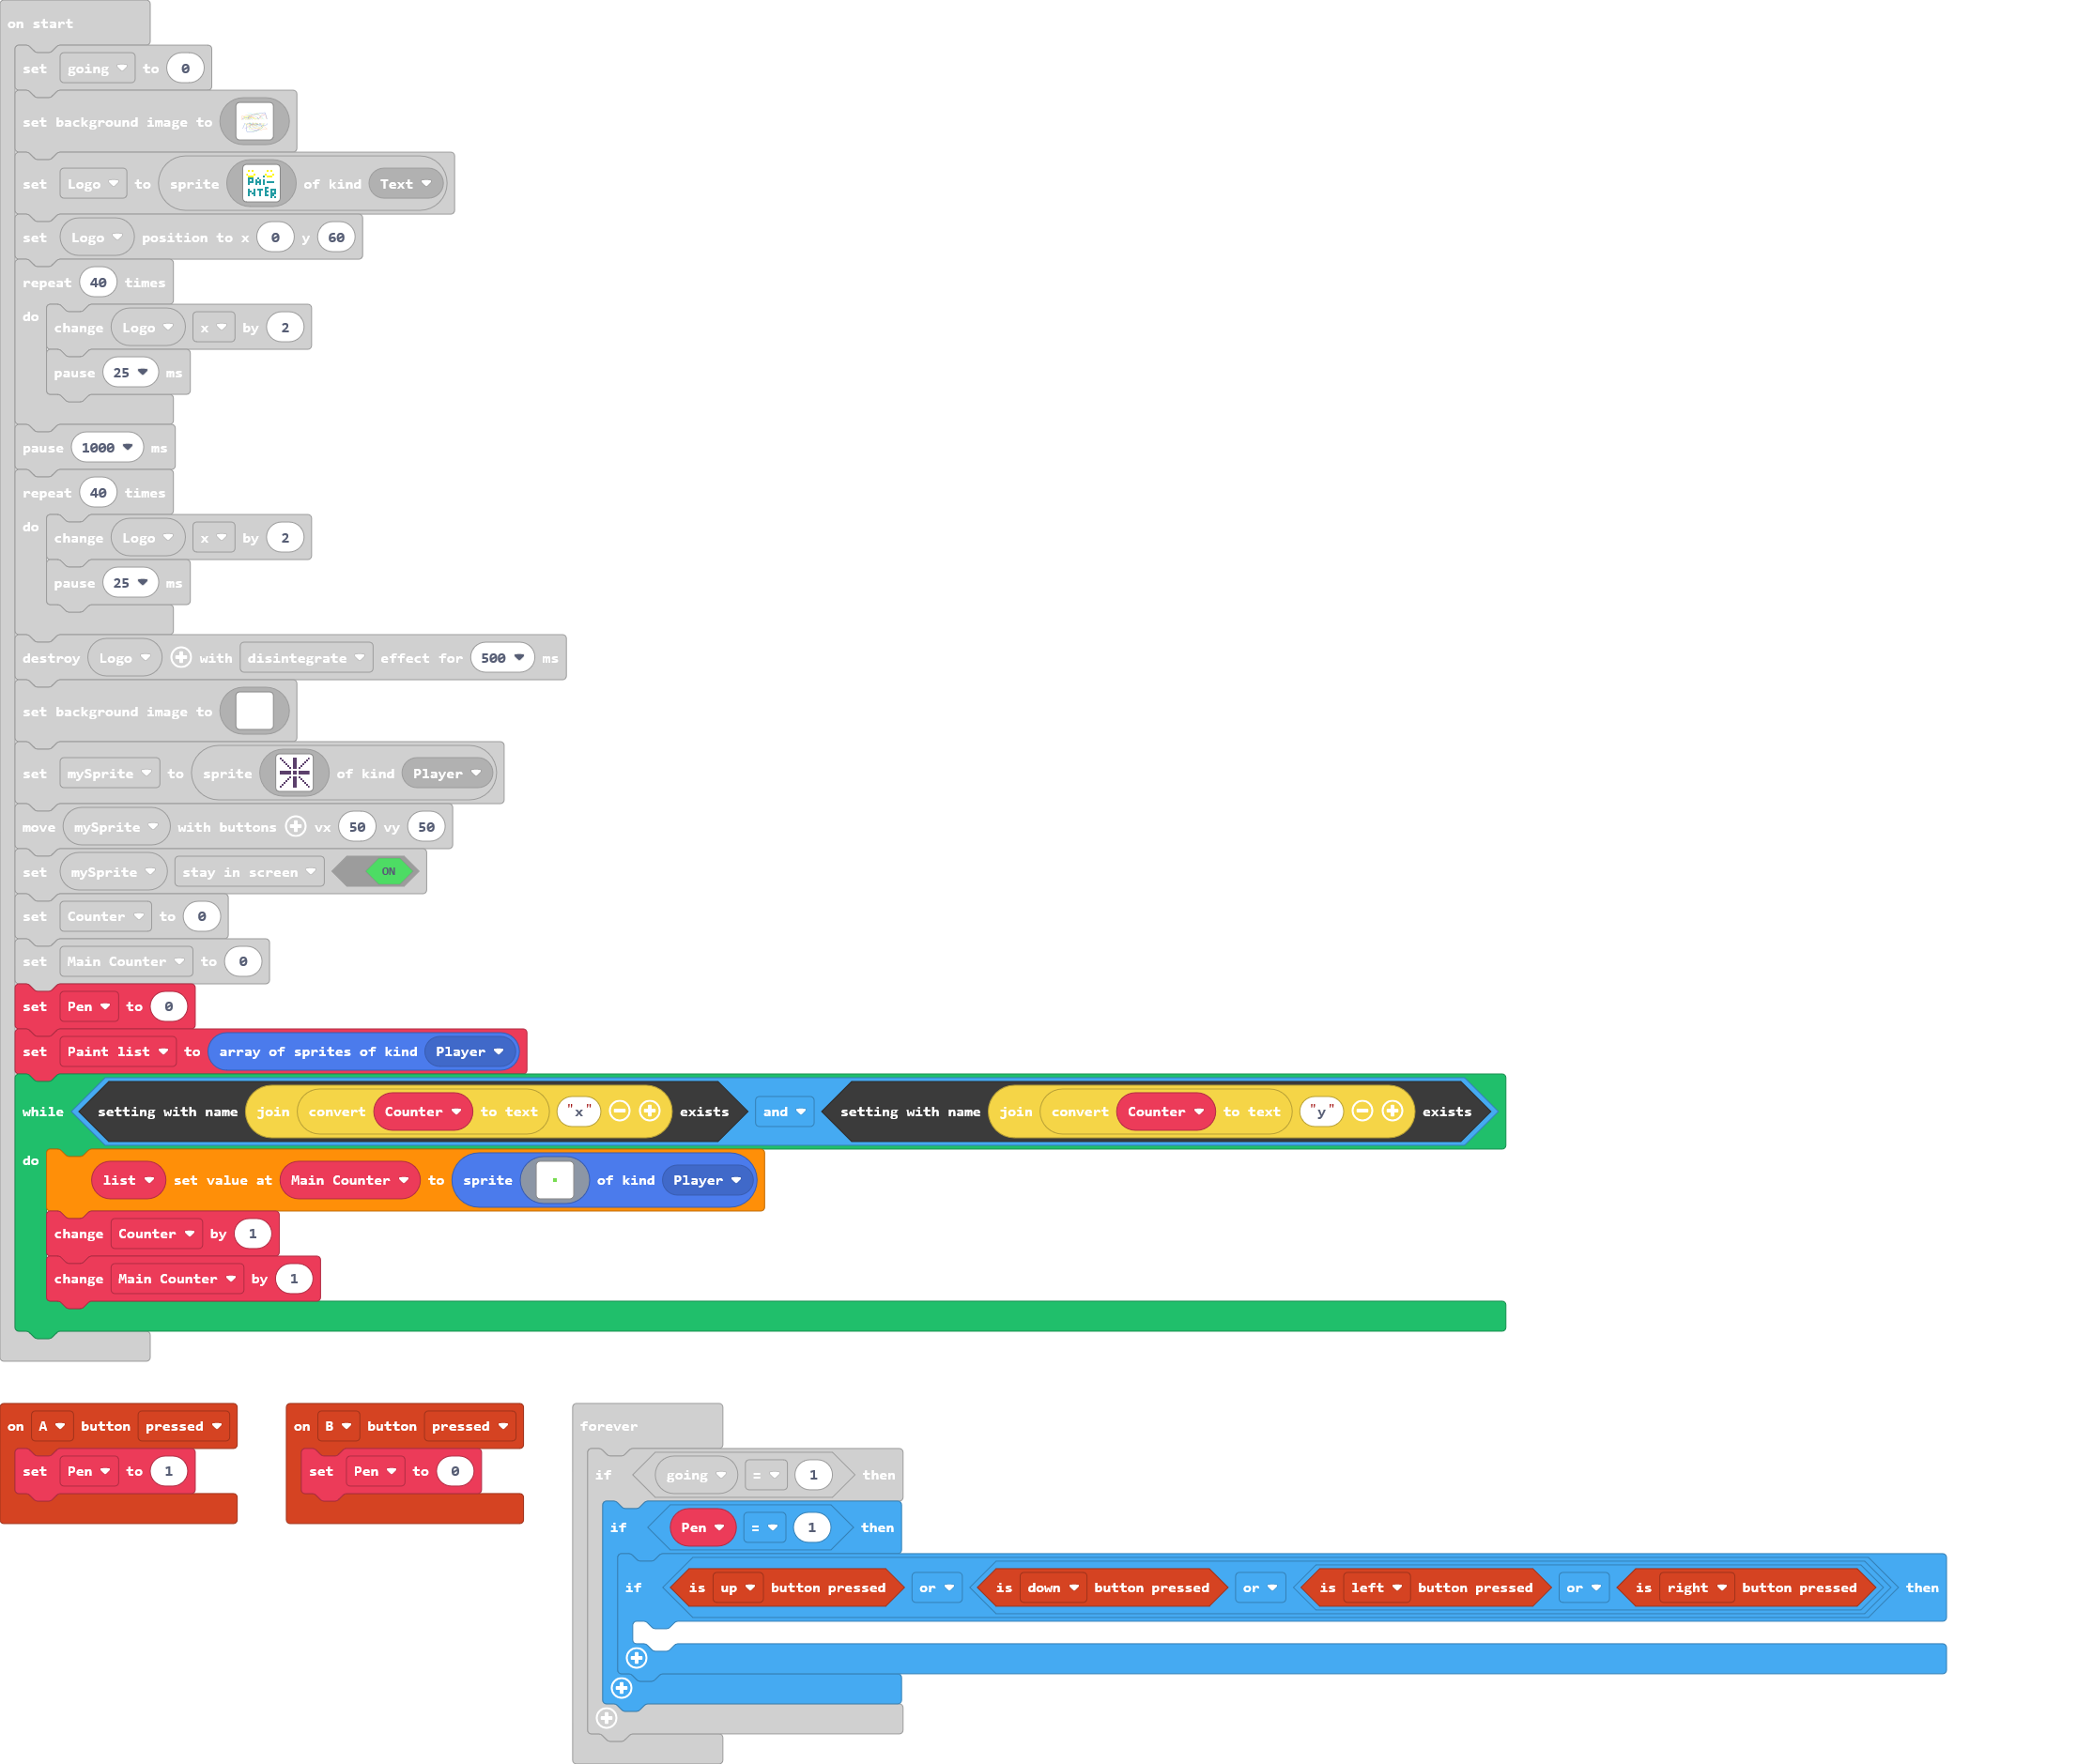 on start
set going to 0
set background image to
set Logo to sprite PAi-NTER of kind Text
set Logo position to x 0 y 60
repeat 40 times
do
change Logo x by 2
pause 25 ms
pause 1000 ms
repeat 40 times
do
change Logo x by 2
pause 25 ms
destroy Logo with disintegrate effect for 500 ms
set background image to
set mySprite to sprite of kind Player
move mySprite with buttons vx 50 vy 50
set mySprite stay in screen ON
set Counter to 0
set Main Counter to 0
set Pen to 0
set Paint list to array of sprites of kind Player
while setting with name join convert Counter to text "x" exists and setting with name join convert Counter to text "y" exists
do
list set value at Main Counter to sprite of kind Player
change Counter by 1
change Main Counter by 1
on A button pressed
set Pen to 1
on B button pressed
set Pen to 0
forever
if going = 1 then
if Pen = 1 then
if is up button pressed or is down button pressed or is left button pressed or is right button pressed then